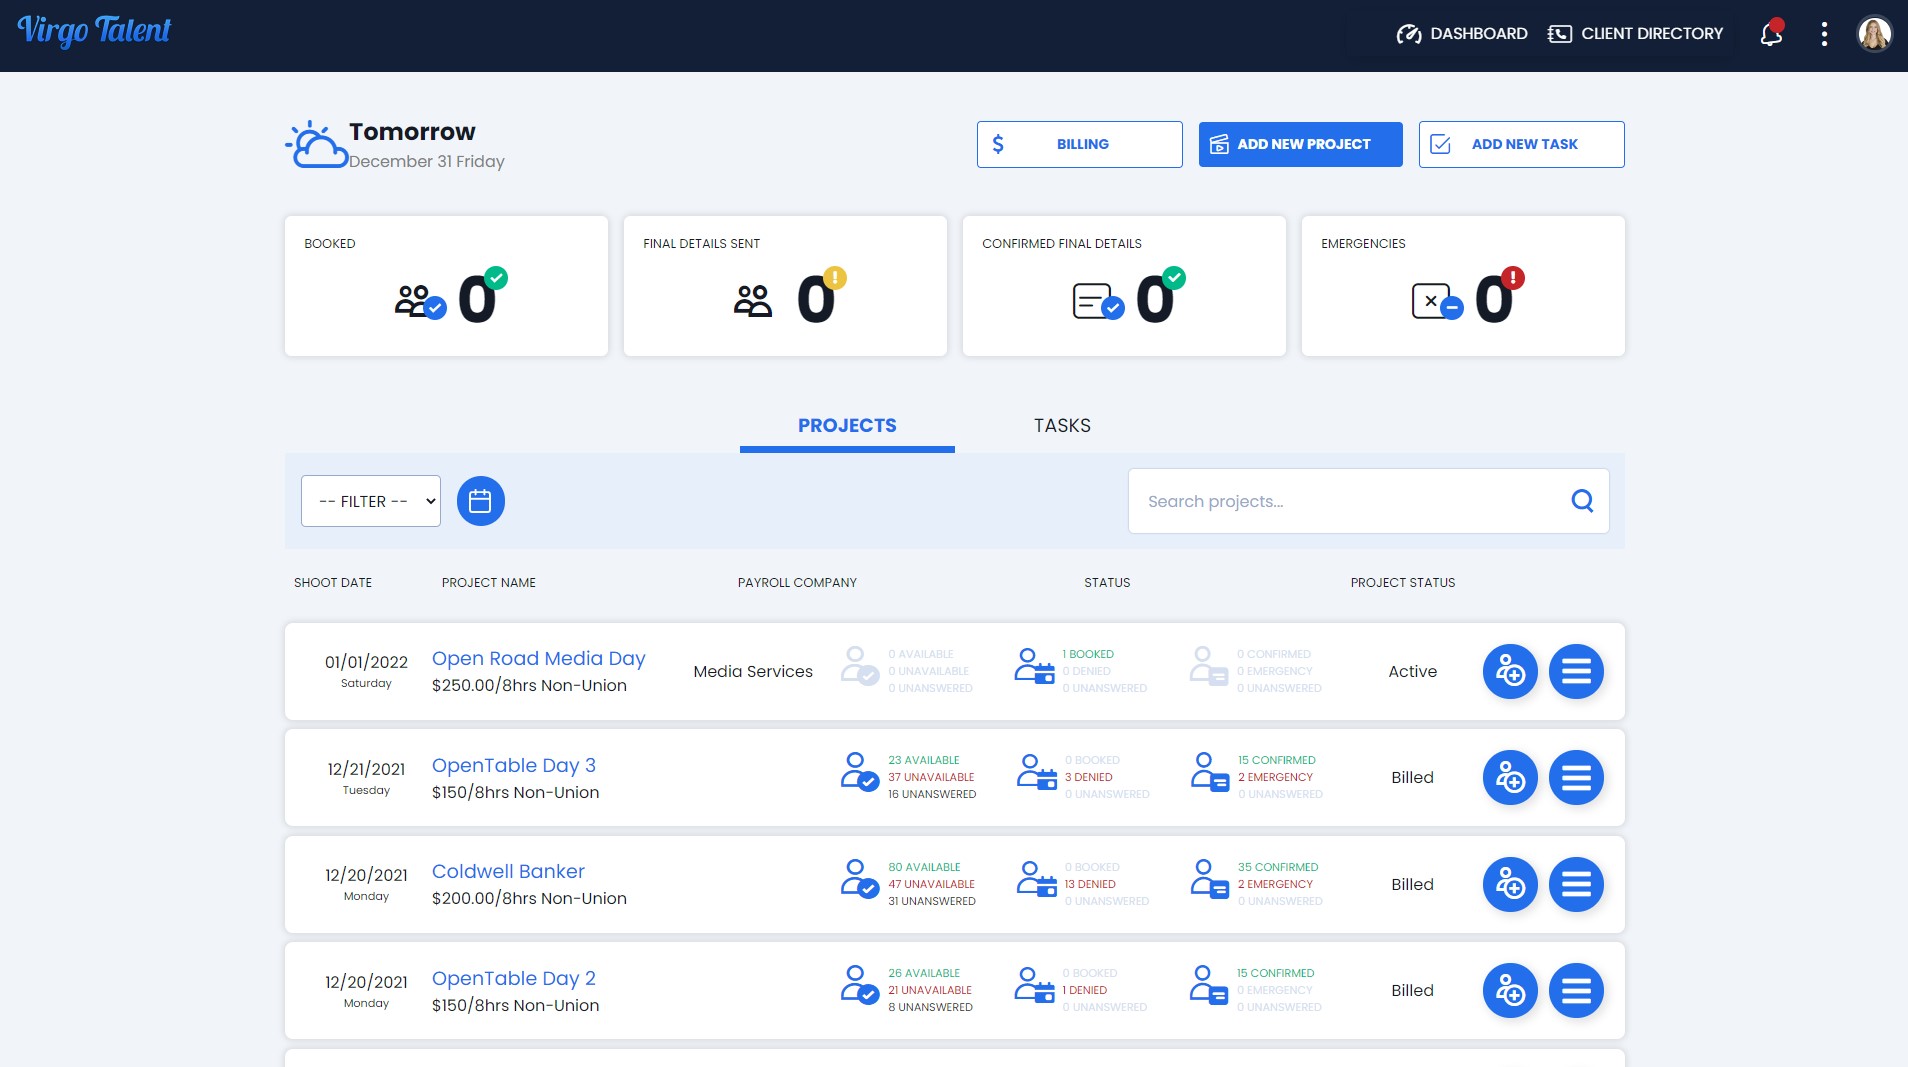 Virgo Talent
DASHBOARD
CLIENT DIRECTORY
Tomorrow
December 31 Friday
BILLING
ADD NEW PROJECT
ADD NEW TASK
BOOKED
0
FINAL DETAILS SENT
0
CONFIRMED FINAL DETAILS
0
EMERGENCIES
0
PROJECTS
TASKS
-- FILTER --
Search projects...
SHOOT DATE
PROJECT NAME
PAYROLL COMPANY
STATUS
PROJECT STATUS
01/01/2022
Saturday
Open Road Media Day
$250.00/8hrs Non-Union
Media Services
0 AVAILABLE
0 UNAVAILABLE
0 UNANSWERED
1 BOOKED
0 DENIED
0 UNANSWERED
0 CONFIRMED
0 EMERGENCY
0 UNANSWERED
Active
12/21/2021
Tuesday
OpenTable Day 3
$150/8hrs Non-Union
23 AVAILABLE
37 UNAVAILABLE
16 UNANSWERED
0 BOOKED
3 DENIED
0 UNANSWERED
15 CONFIRMED
2 EMERGENCY
0 UNANSWERED
Billed
12/20/2021
Monday
Coldwell Banker
$200.00/8hrs Non-Union
80 AVAILABLE
47 UNAVAILABLE
31 UNANSWERED
0 BOOKED
13 DENIED
0 UNANSWERED
35 CONFIRMED
2 EMERGENCY
0 UNANSWERED
Billed
12/20/2021
Monday
OpenTable Day 2
$150/8hrs Non-Union
26 AVAILABLE
21 UNAVAILABLE
8 UNANSWERED
0 BOOKED
1 DENIED
0 UNANSWERED
15 CONFIRMED
0 EMERGENCY
0 UNANSWERED
Billed